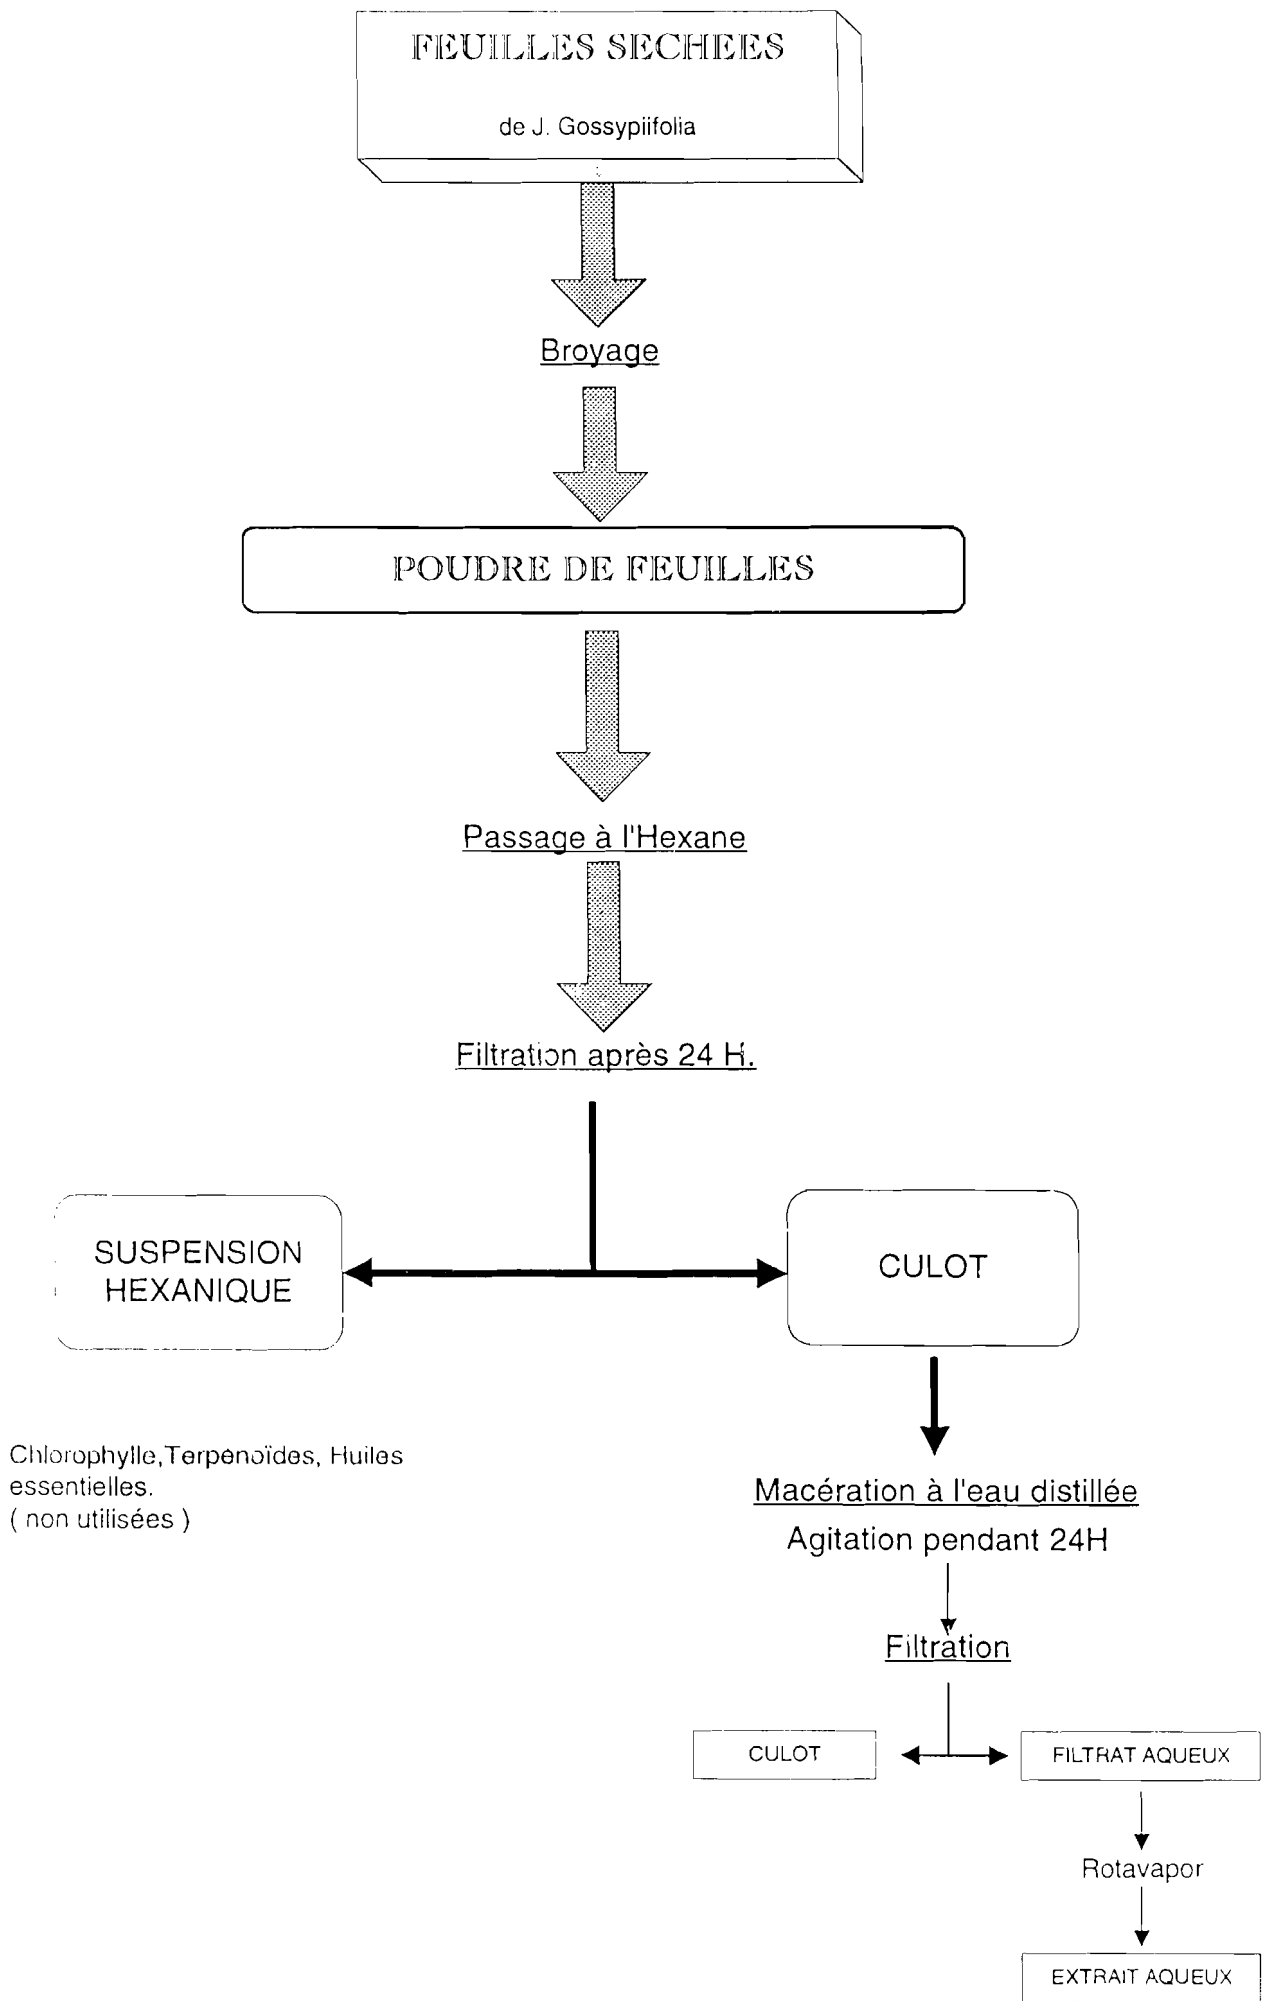 FEUILLES SECHEES
de J. Gossypiifolia
Broyage
POUDRE DE FEUILLES
Passage à l'Hexane
Filtration après 24 H.
SUSPENSION
HEXANIQUE
CULOT
Chlorophylle,Terpénoïdes, Huiles
essentielles.
( non utilisées )
Macération à l'eau distillée
Agitation pendant 24H
Filtration
CULOT
FILTRAT AQUEUX
Rotavapor
EXTRAIT AQUEUX